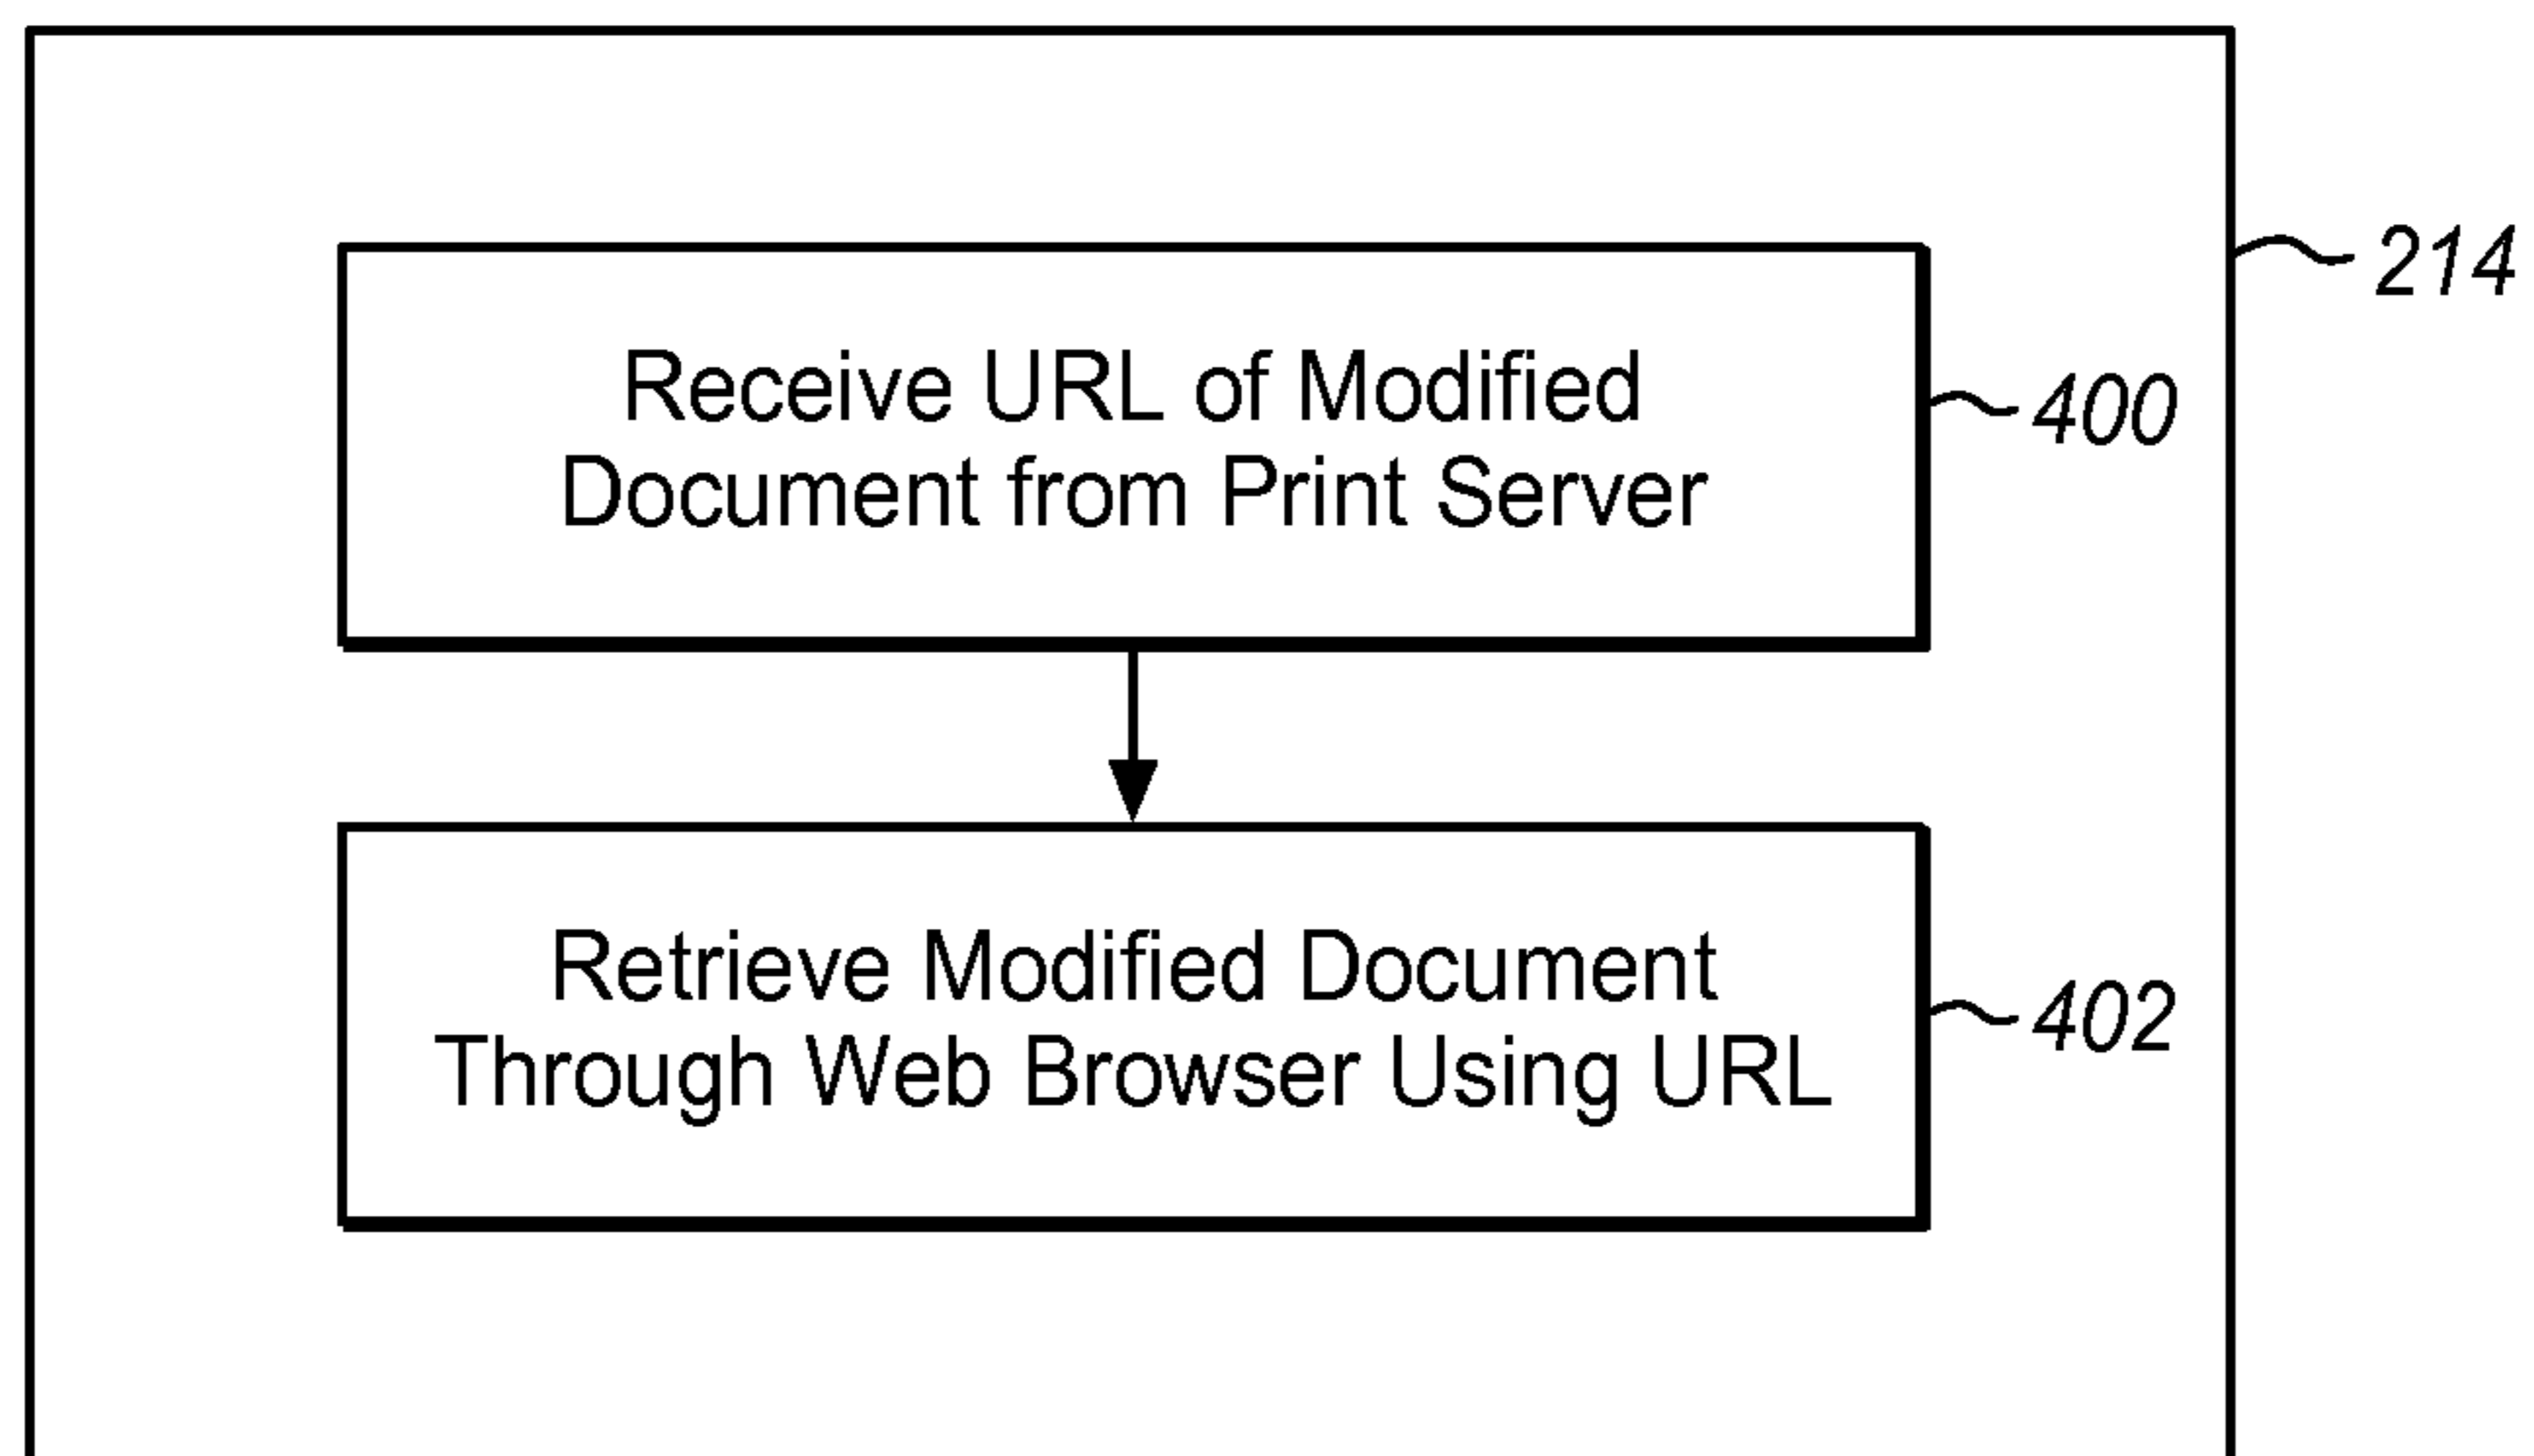 214
Receive URL of Modified
Document from Print Server
400
Retrieve Modified Document
Through Web Browser Using URL
402